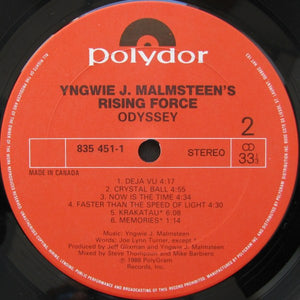 polydor
YNGWIE J. MALMSTEEN'S
RISING FORCE
ODYSSEY
2
835 451-1
STEREO
CD
33⅓
MADE IN CANADA
1. DEJA VU 4:17
2. CRYSTAL BALL 4:55
3. NOW IS THE TIME 4:33
4. FASTER THAN THE SPEED OF LIGHT 4:30
5. KRAKATAU* 6:08
6. MEMORIES* 1:14
Music: Yngwie J. Malmsteen
Words: Joe Lynn Turner, except *
Produced by Jeff Glixman and Yngwie J. Malmsteen
Mixed by Steve Thompson and Mike Barbiero
℗ 1988 PolyGram
Records, Inc.